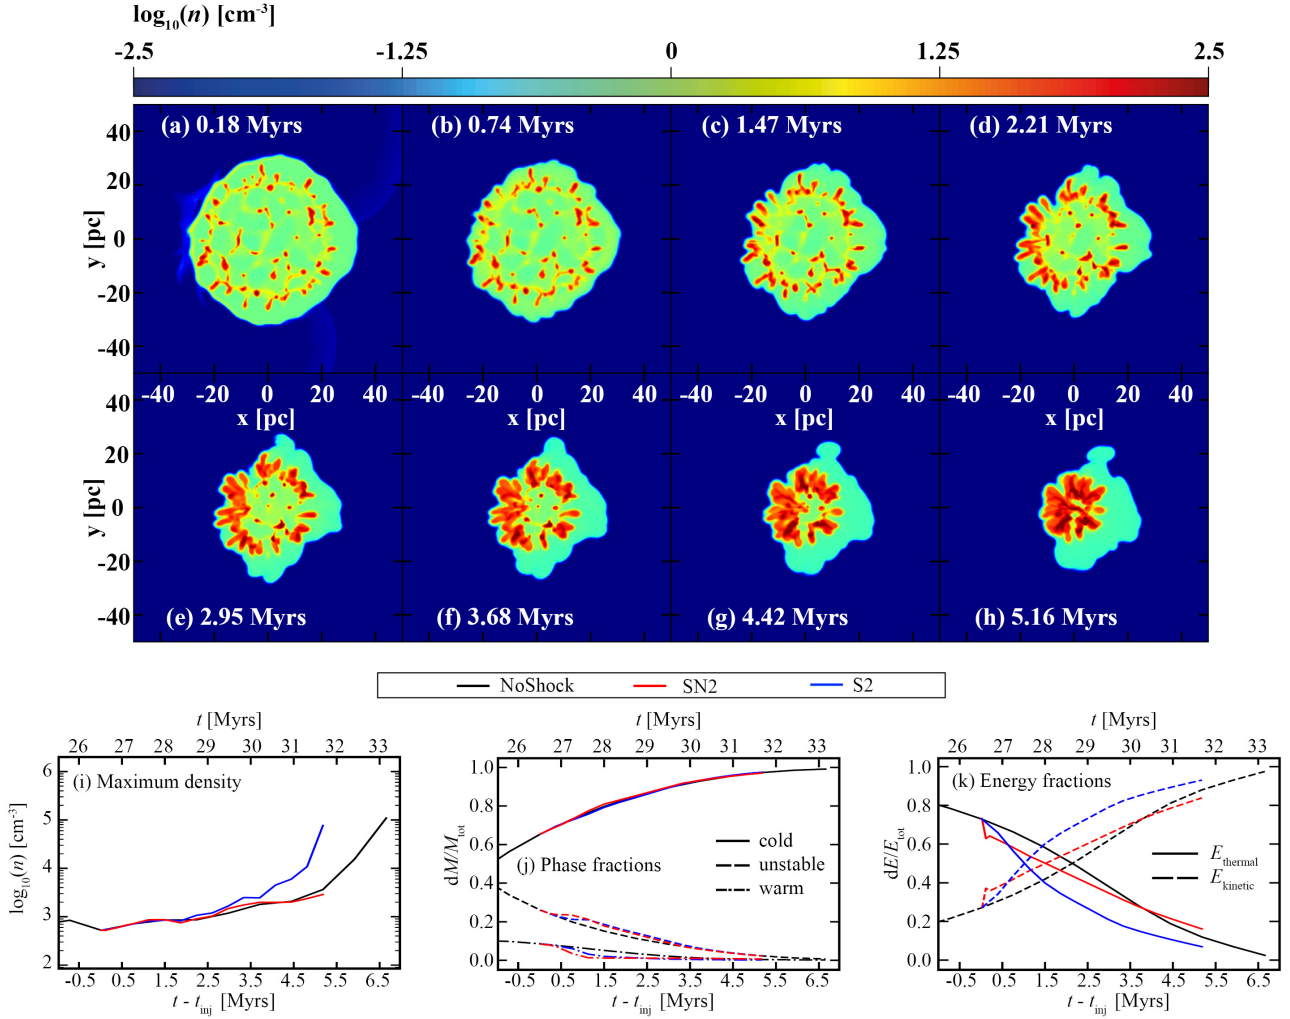 log10(n) [cm-3]
-2.5 -1.25 0 1.25 2.5
(a) 0.18 Myrs (b) 0.74 Myrs (c) 1.47 Myrs (d) 2.21 Myrs
40
20
0
-20
-40
y [pc]
-40 -20 0 20 40 -40 -20 0 20 40 -40 -20 0 20 40 -40 -20 0 20 40
x [pc] x [pc] x [pc] x [pc]
40
20
0
-20
-40
y [pc]
(e) 2.95 Myrs (f) 3.68 Myrs (g) 4.42 Myrs (h) 5.16 Myrs
NoShock SN2 S2
t [Myrs]
26 27 28 29 30 31 32 33
(i) Maximum density
6
5
4
3
2
log10(n) [cm-3]
-0.5 0.5 1.5 2.5 3.5 4.5 5.5 6.5
t - tinj [Myrs]
t [Myrs]
26 27 28 29 30 31 32 33
1.0
0.8
0.6
0.4
0.2
0.0
dM/Mtot
cold
(j) Phase fractions
unstable
warm
-0.5 0.5 1.5 2.5 3.5 4.5 5.5 6.5
t - tinj [Myrs]
t [Myrs]
26 27 28 29 30 31 32 33
(k) Energy fractions
1.0
0.8
0.6
0.4
0.2
0.0
dE/Etot
Ethermal
Ekinetic
-0.5 0.5 1.5 2.5 3.5 4.5 5.5 6.5
t - tinj [Myrs]